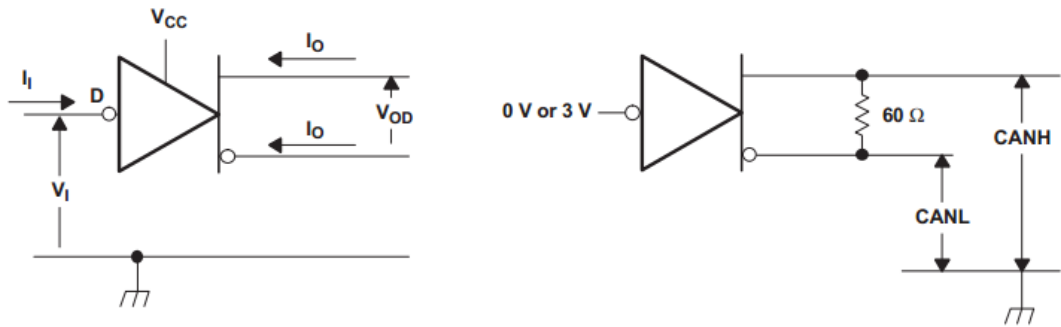 VCC
IO
II
D
VOD
IO
VI
0 V or 3 V
60 Ω
CANH
CANL